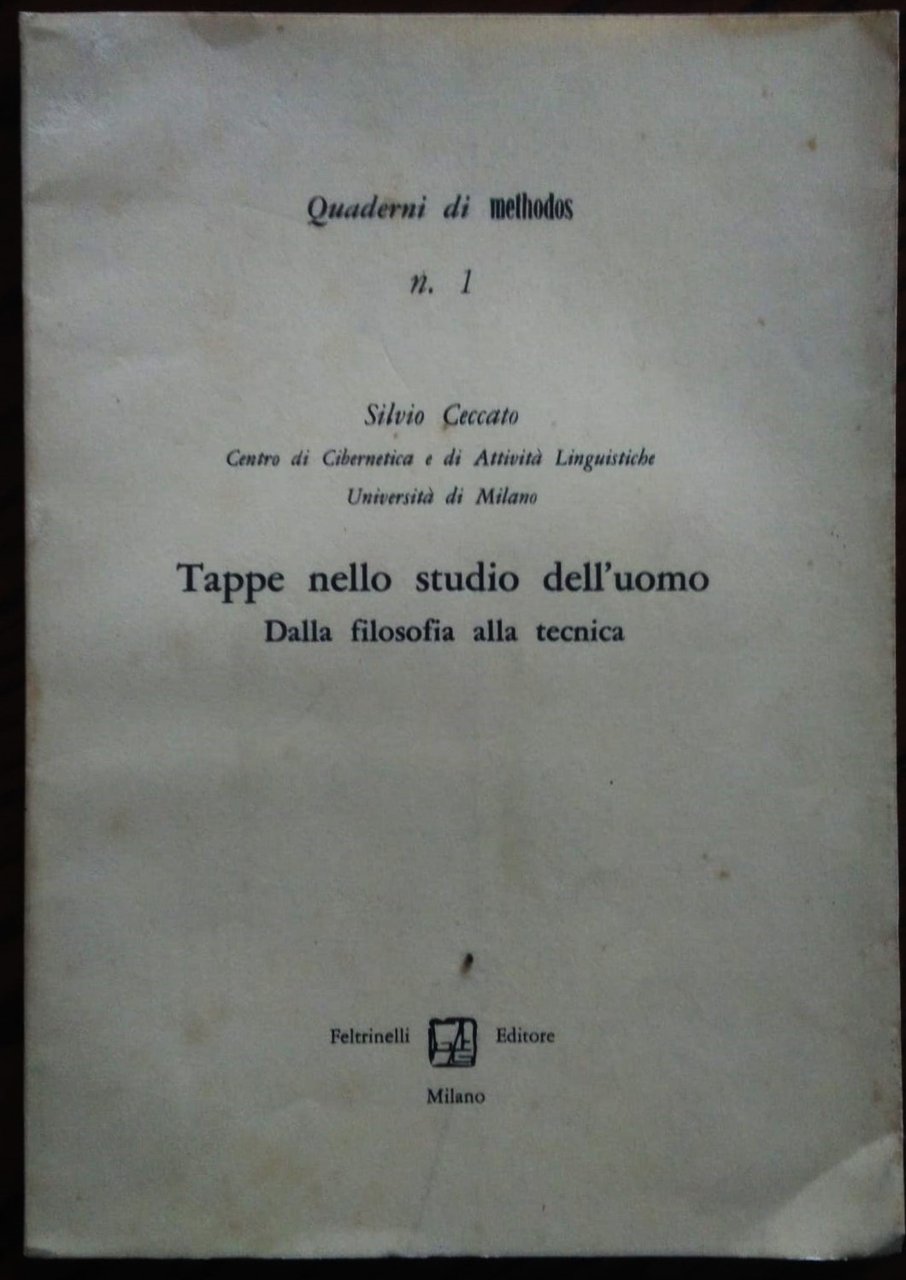 Quaderni di methodos
n. 1
Silvio Ceccato
Centro di Cibernetica e di Attività Linguistiche
Università di Milano
Tappe nello studio dell'uomo
Dalla filosofia alla tecnica
Feltrinelli Editore
Milano